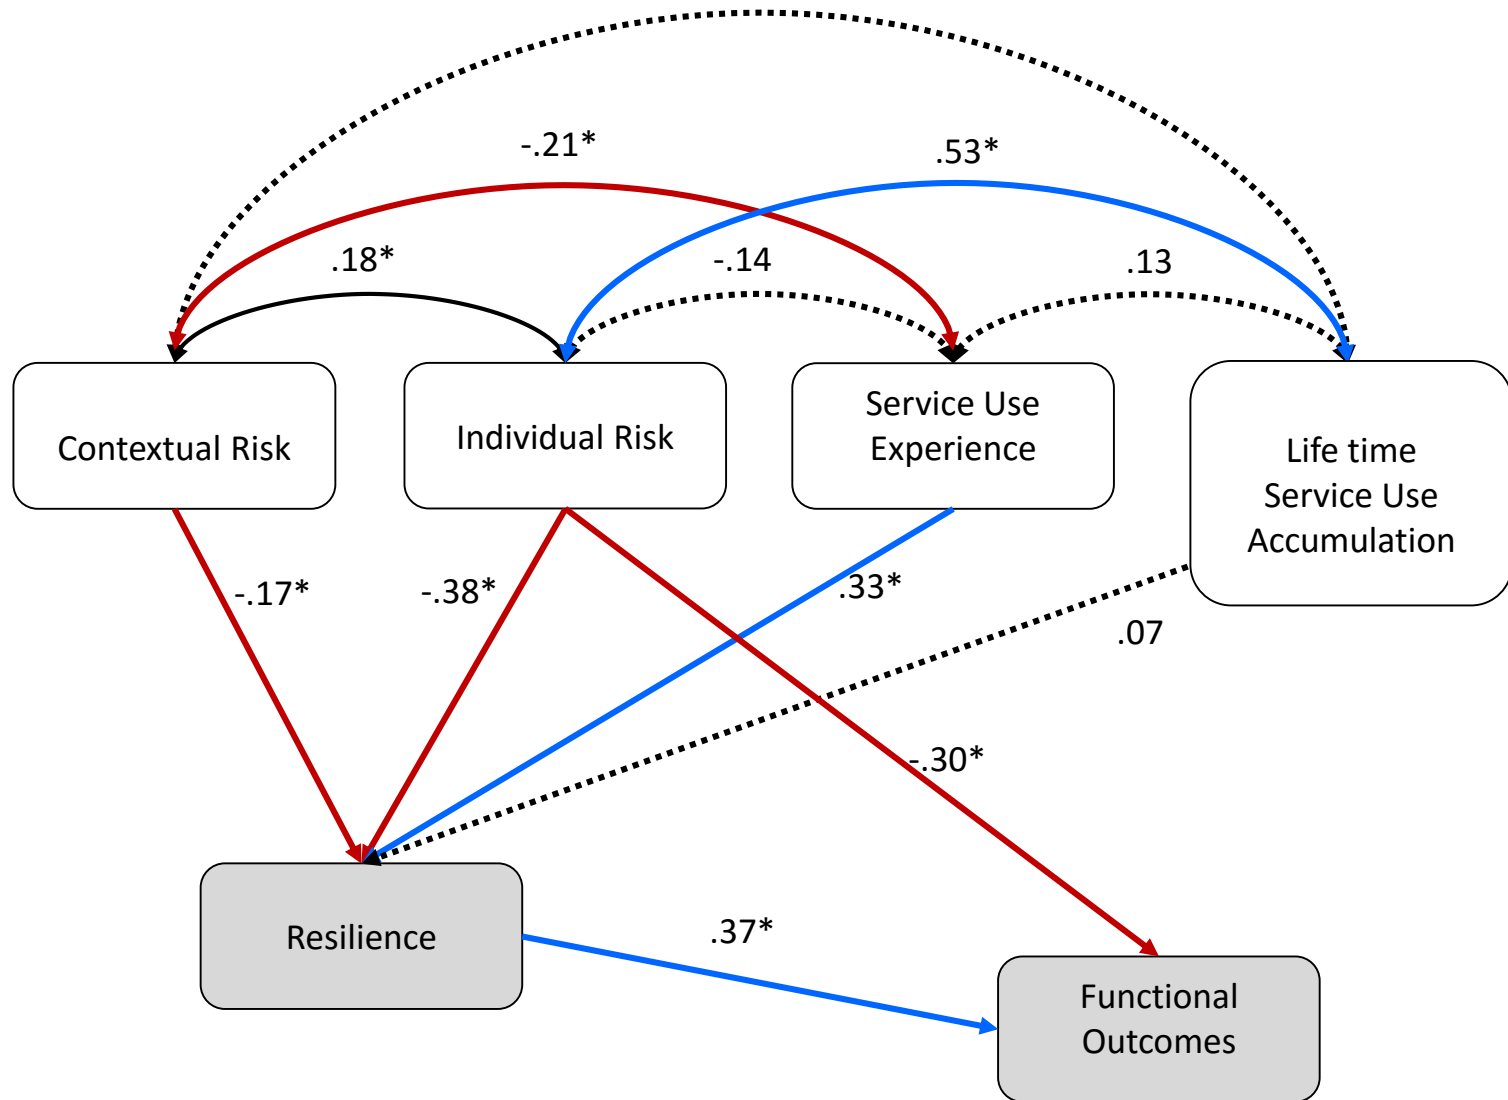 -.21*
.53*
.18*
-.14
.13
Contextual Risk
Individual Risk
Service Use
Experience
Life time
Service Use
Accumulation
-.17*
-.38*
.33*
.07
-.30*
Resilience
.37*
Functional
Outcomes